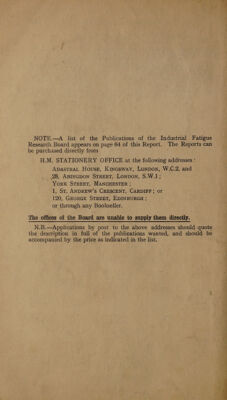 NOTE.—A list of the Publications of the Industrial Fatigue
Research Board appears on page 64 of this Report. The Reports can
be purchased directly from
H.M. STATIONERY OFFICE at the following addresses:
ADASTRAL HOUSE, KINGSWAY, LONDON, W.C.2, and
28, ABINGDON STREET, LONDON, S.W.1;
YORK STREET, MANCHESTER;
1, ST. ANDREW'S CRESCENT, CARDIFF; or
120, GEORGE STREET, EDINBURGH;
or through any Bookseller.
The offices of the Board are unable to supply them directly.
N.B.—Applications by post to the above addresses should quote
the description in full of the publications wanted, and should be
accompanied by the price as indicated in the list.